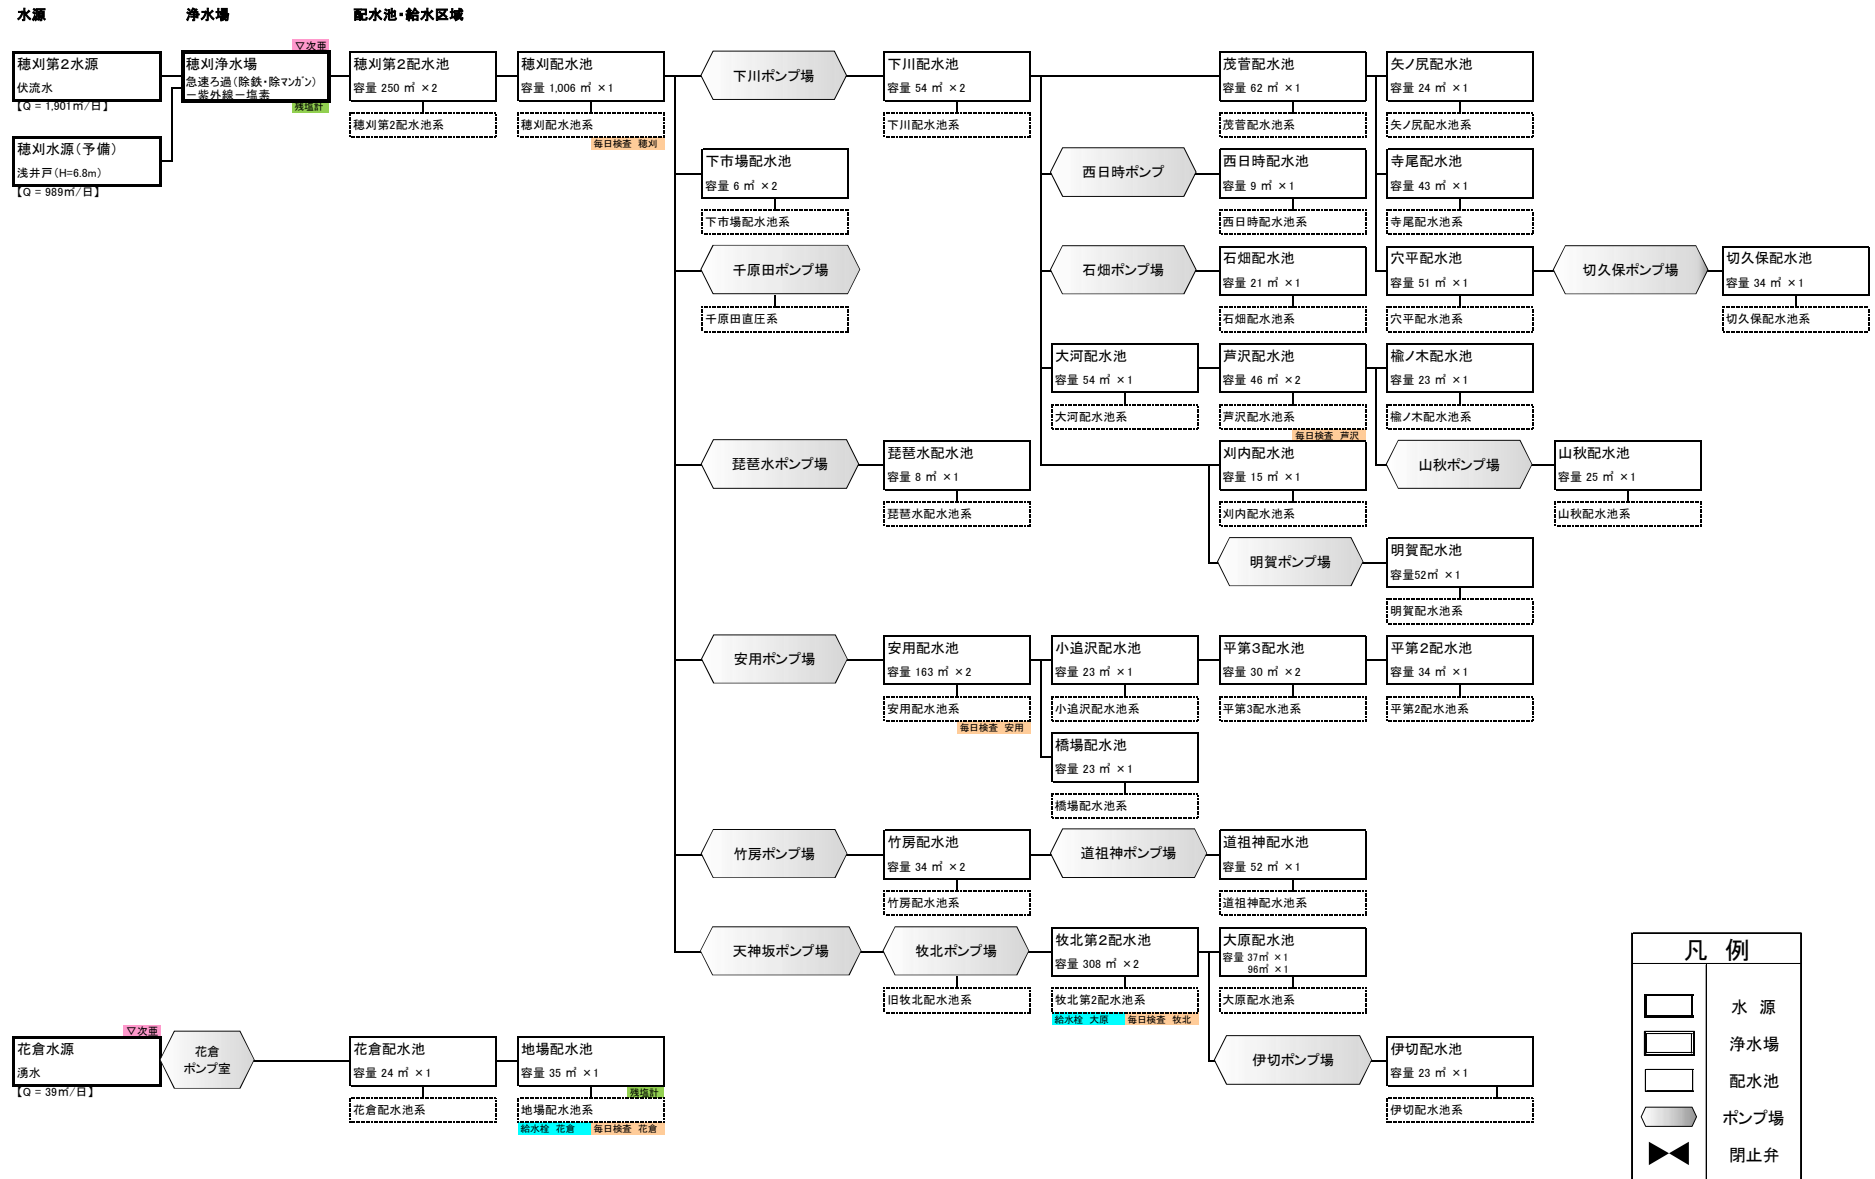 水源
浄水場
配水池・給水区域
穂刈第２水源
伏流水
【Q = 1,901㎥/日】
穂刈水源（予備）
浅井戸（H=6.8m）
【Q = 989㎥/日】
▽次亜
穂刈浄水場
急速ろ過（除鉄・除マンガン）
－紫外線－塩素
残塩計
穂刈第２配水池
容量 250 ㎥ ×2
穂刈第2配水池系
穂刈配水池
容量 1,006 ㎥ ×1
穂刈配水池系
毎日検査 穂刈
下川ポンプ場
下川配水池
容量 54 ㎥ ×2
下川配水池系
茂菅配水池
容量 62 ㎥ ×1
茂菅配水池系
矢ノ尻配水池
容量 24 ㎥ ×1
矢ノ尻配水池系
下市場配水池
容量 6 ㎥ ×2
下市場配水池系
西日時ポンプ
西日時配水池
容量 9 ㎥ ×1
西日時配水池系
寺尾配水池
容量 43 ㎥ ×1
寺尾配水池系
千原田ポンプ場
千原田直圧系
石畑ポンプ場
石畑配水池
容量 21 ㎥ ×1
石畑配水池系
穴平配水池
容量 51 ㎥ ×1
穴平配水池系
切久保ポンプ場
切久保配水池
容量 34 ㎥ ×1
切久保配水池系
大河配水池
容量 54 ㎥ ×1
大河配水池系
芦沢配水池
容量 46 ㎥ ×2
芦沢配水池系
毎日検査 芦沢
楡ノ木配水池
容量 23 ㎥ ×1
楡ノ木配水池系
琵琶水ポンプ場
琵琶水配水池
容量 8 ㎥ ×1
琵琶水配水池系
刈内配水池
容量 15 ㎥ ×1
刈内配水池系
山秋ポンプ場
山秋配水池
容量 25 ㎥ ×1
山秋配水池系
明賀ポンプ場
明賀配水池
容量52㎥ ×1
明賀配水池系
安用ポンプ場
安用配水池
容量 163 ㎥ ×2
安用配水池系
毎日検査 安用
小追沢配水池
容量 23 ㎥ ×1
小追沢配水池系
平第３配水池
容量 30 ㎥ ×2
平第3配水池系
平第２配水池
容量 34 ㎥ ×1
平第2配水池系
橋場配水池
容量 23 ㎥ ×1
橋場配水池系
竹房ポンプ場
竹房配水池
容量 34 ㎥ ×2
竹房配水池系
道祖神ポンプ場
道祖神配水池
容量 52 ㎥ ×1
道祖神配水池系
天神坂ポンプ場
牧北ポンプ場
旧牧北配水池系
牧北第２配水池
容量 308 ㎥ ×2
牧北第2配水池系
給水栓 大原
毎日検査 牧北
大原配水池
容量 37㎥ ×1
96㎥ ×1
大原配水池系
伊切ポンプ場
伊切配水池
容量 23 ㎥ ×1
伊切配水池系
▽次亜
花倉水源
湧水
【Q = 39㎥/日】
花倉
ポンプ室
花倉配水池
容量 24 ㎥ ×1
花倉配水池系
地場配水池
容量 35 ㎥ ×1
残塩計
地場配水池系
給水栓 花倉
毎日検査 花倉
凡 例
水 源
浄水場
配水池
ポンプ場
閉止弁